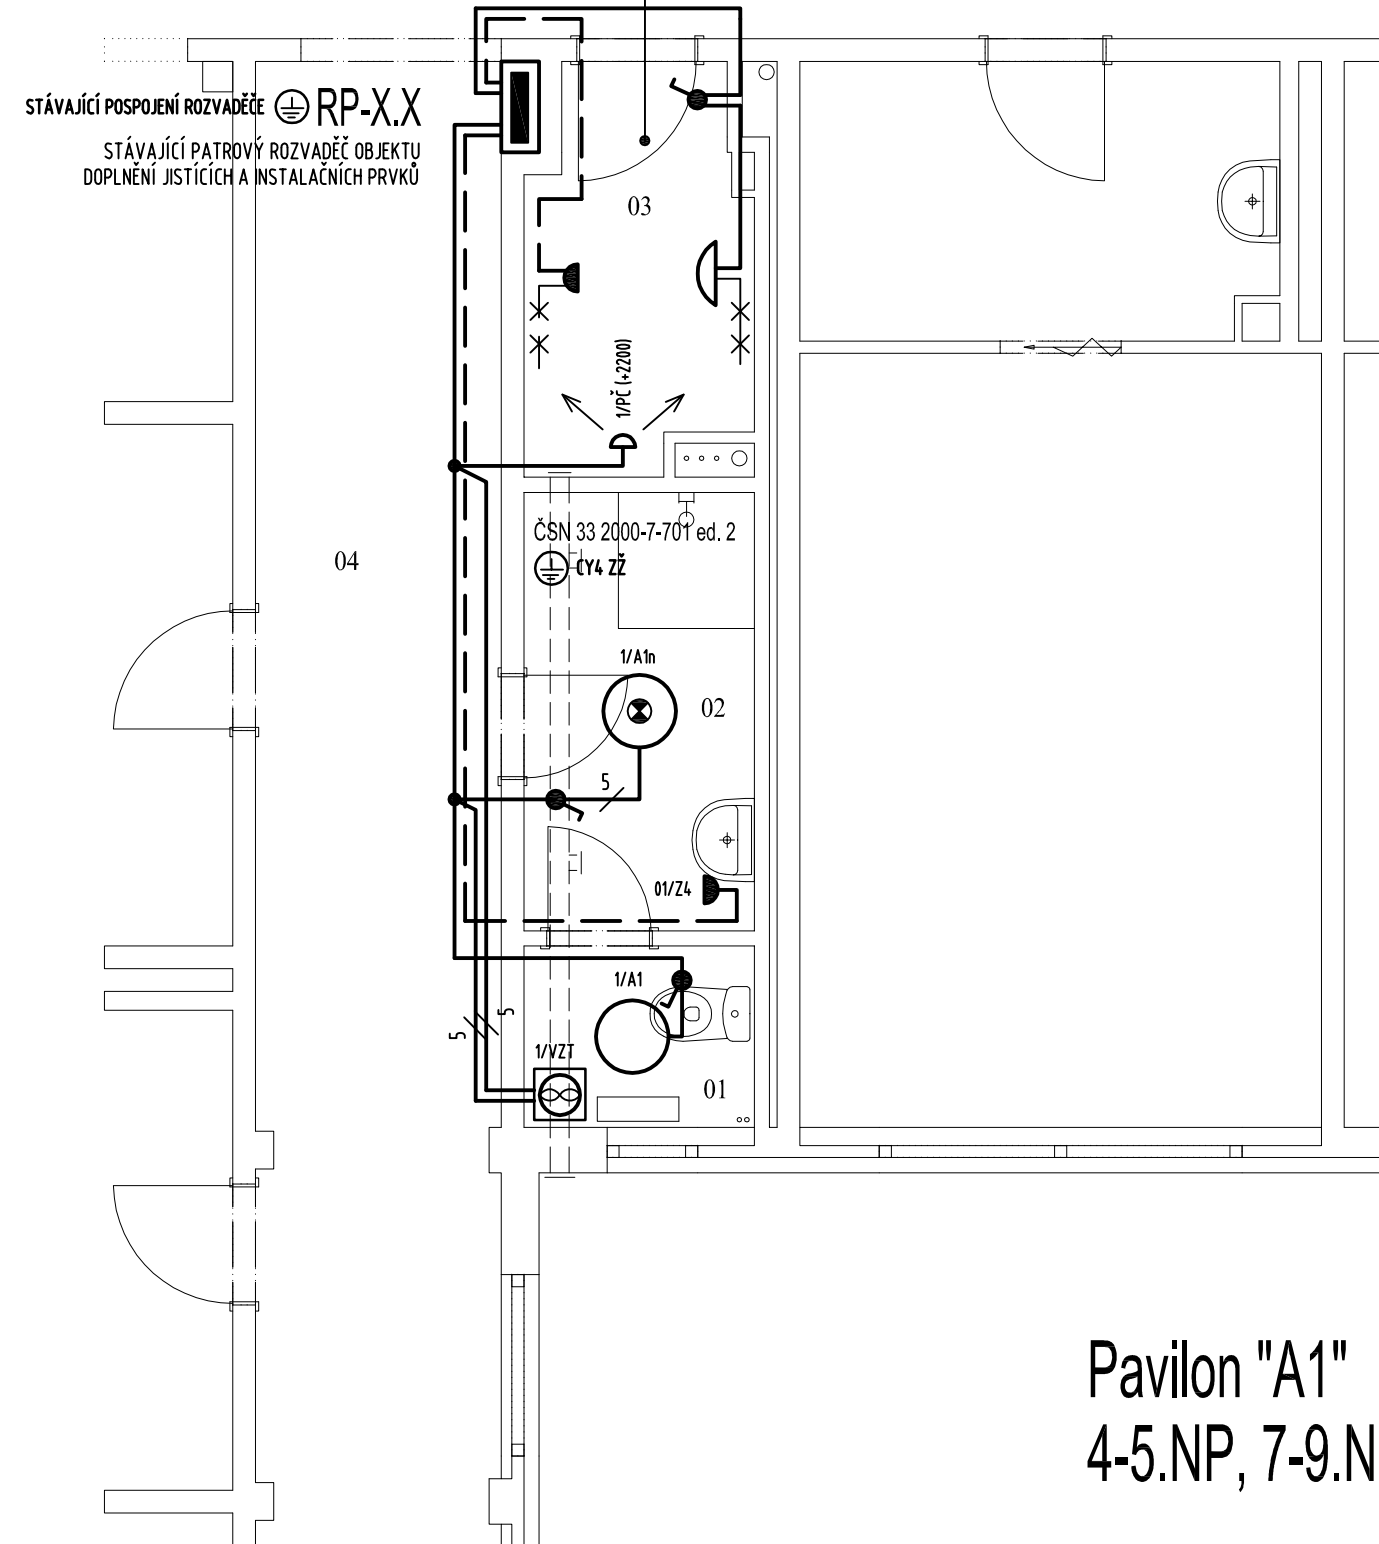 STÁVAJÍCÍ POSPOJENÍ ROZVADĚČE RP-X.X
STÁVAJÍCÍ PATROVÝ ROZVADĚČ OBJEKTU
DOPLNĚNÍ JISTÍCÍCH A INSTALAČNÍCH PRVKŮ
03
1/PČ (+2200)
ČSN 33 2000-7-701 ed. 2
CY4 ZŽ
04
1/A1n
02
5
01/Z4
1/A1
5
5
1/VZT
01
Pavilon "A1"
4-5.NP, 7-9.N